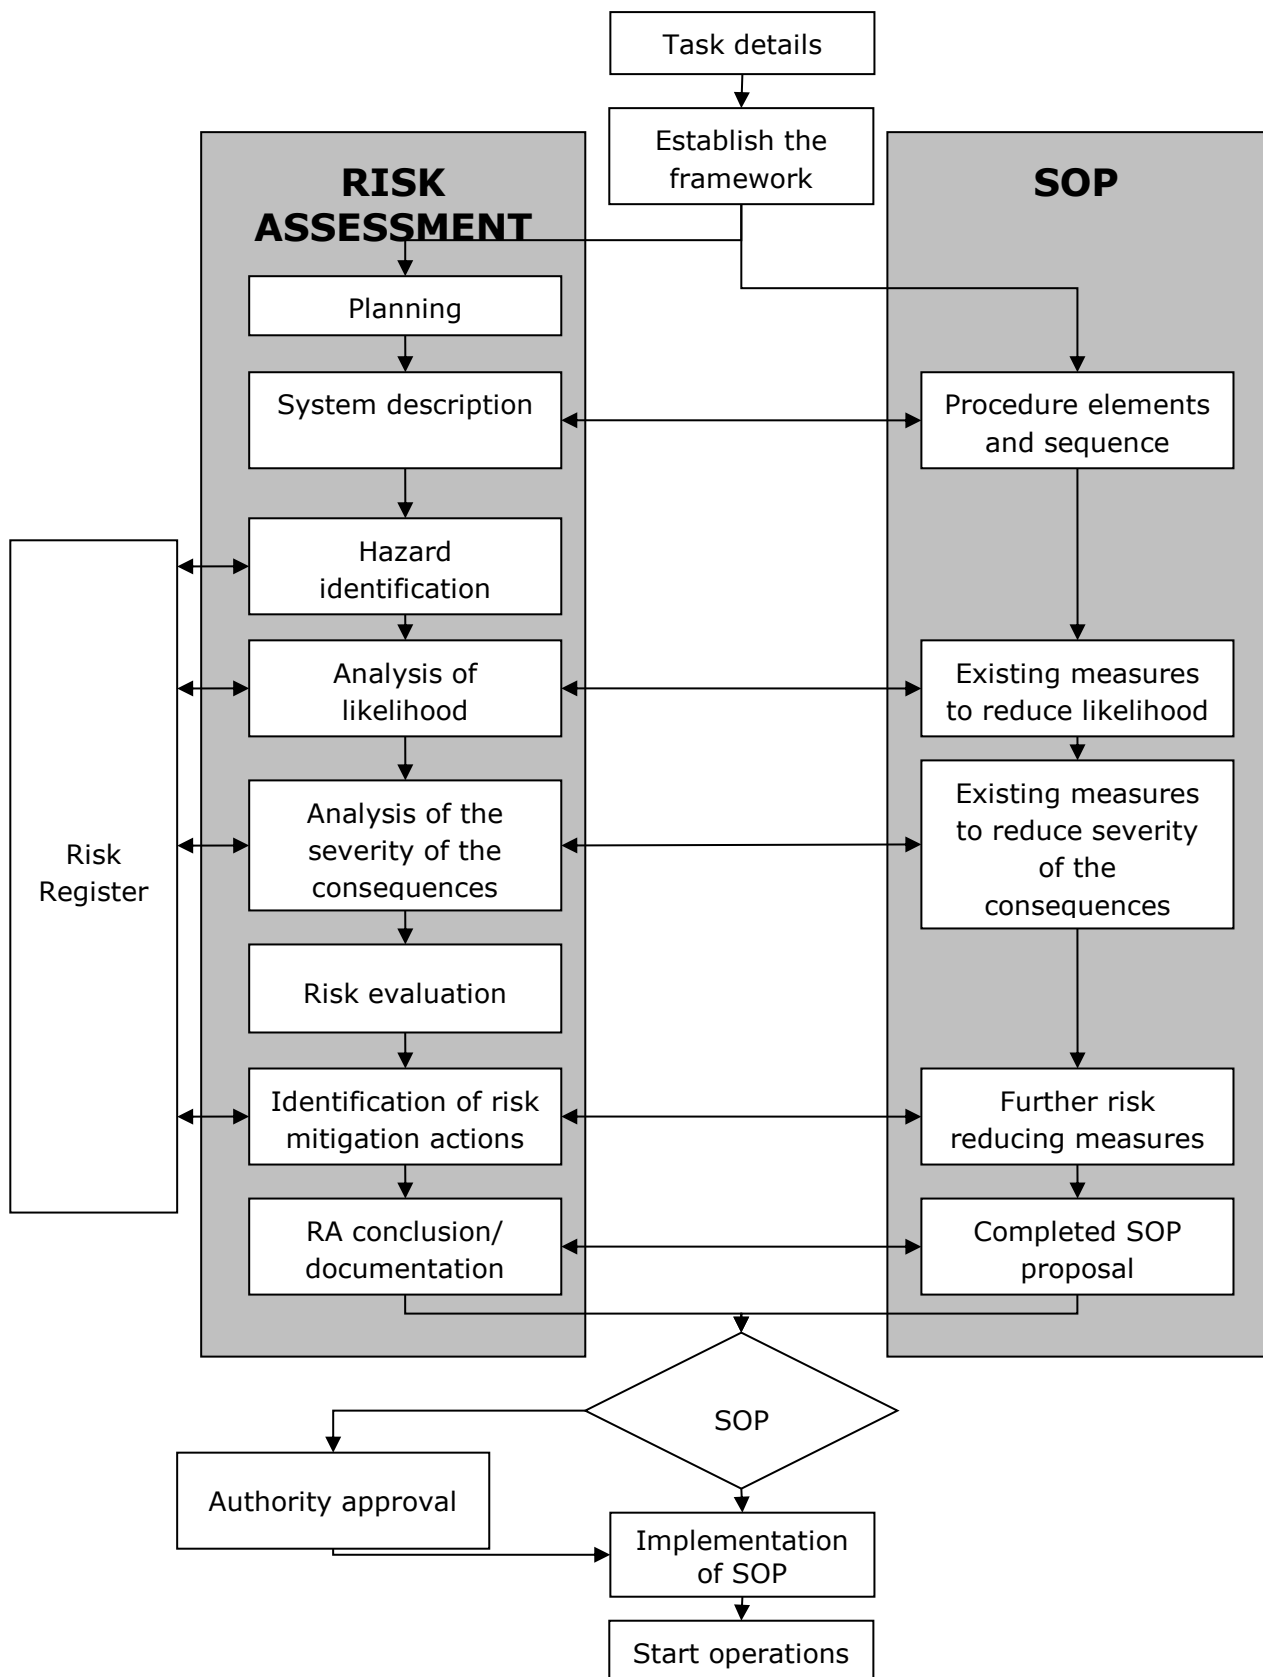 Task details
Establish the
framework
RISK
ASSESSMENT
SOP
Planning
System description
Procedure elements
and sequence
Hazard
identification
Analysis of
likelihood
Existing measures
to reduce likelihood
Analysis of the
severity of the
consequences
Existing measures
to reduce severity
of the
consequences
Risk
Register
Risk evaluation
Identification of risk
mitigation actions
Further risk
reducing measures
RA conclusion/
documentation
Completed SOP
proposal
SOP
Authority approval
Implementation
of SOP
Start operations